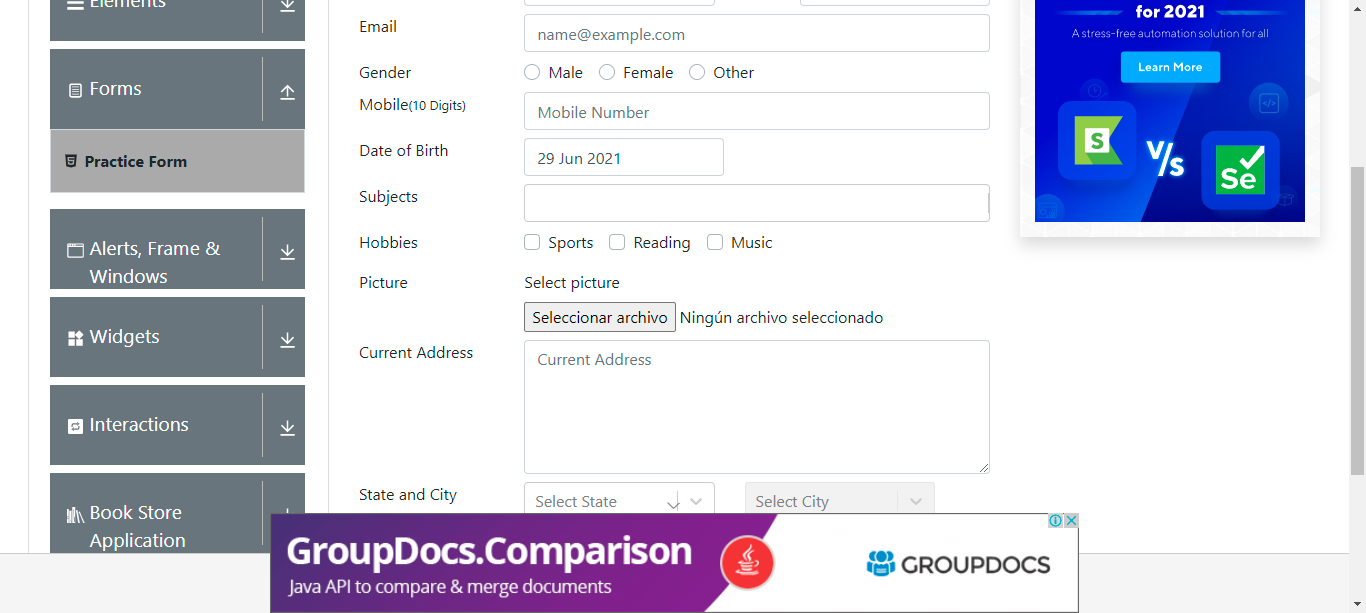 Elements
Forms
Practice Form
Alerts, Frame &
Windows
Widgets
Interactions
Book Store
Application
Email
name@example.com
Gender
Male
Female
Other
Mobile(10 Digits)
Mobile Number
Date of Birth
29 Jun 2021
Subjects
Hobbies
Sports
Reading
Music
Picture
Select picture
Seleccionar archivo Ningún archivo seleccionado
Current Address
Current Address
State and City
Select State
Select City
for 2021
A stress-free automation solution for all
Learn More
S
V/s
Se
GroupDocs.Comparison
Java API to compare & merge documents
GROUPDOCS